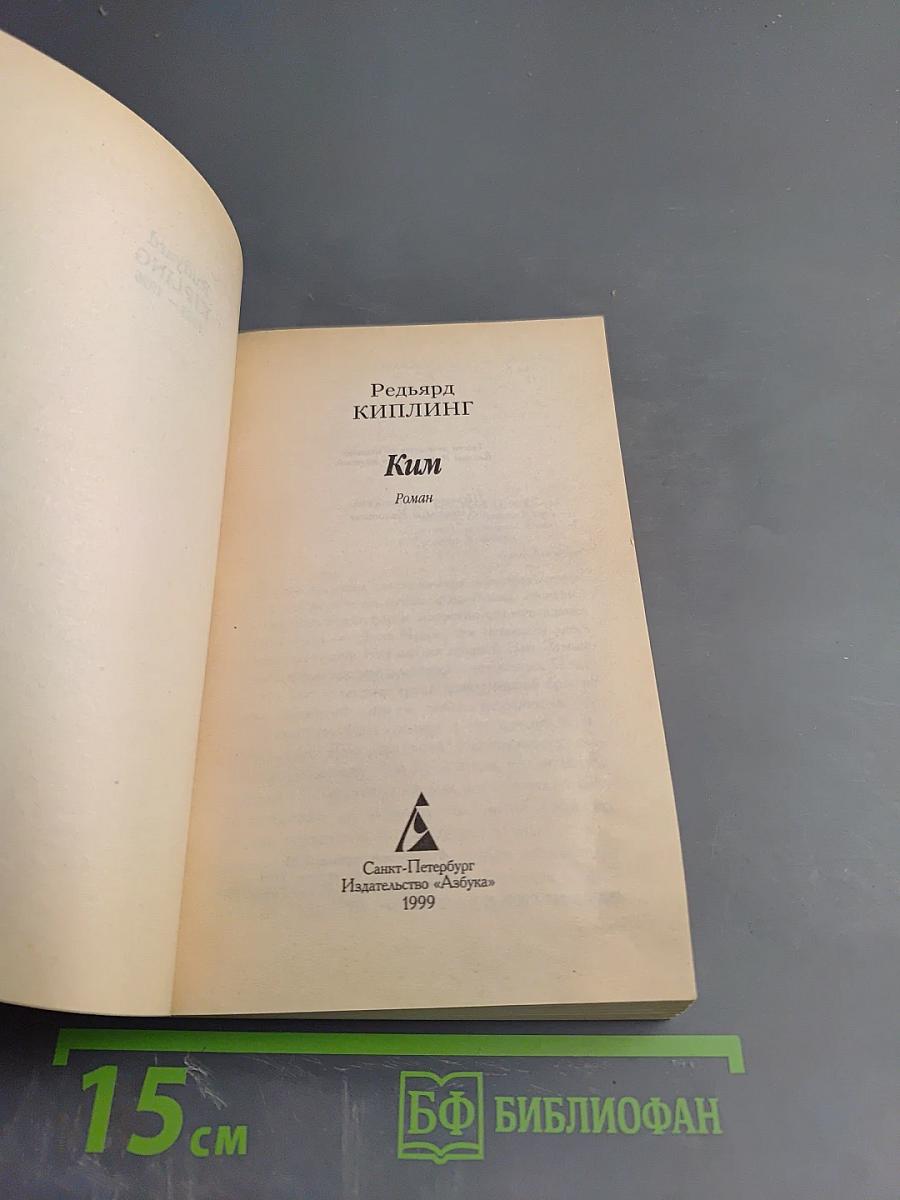 Редьярд
КИПЛИНГ
Ким
Роман
Санкт-Петербург
Издательство «Азбука»
1999
15 см
БФ БИБЛИОФАН